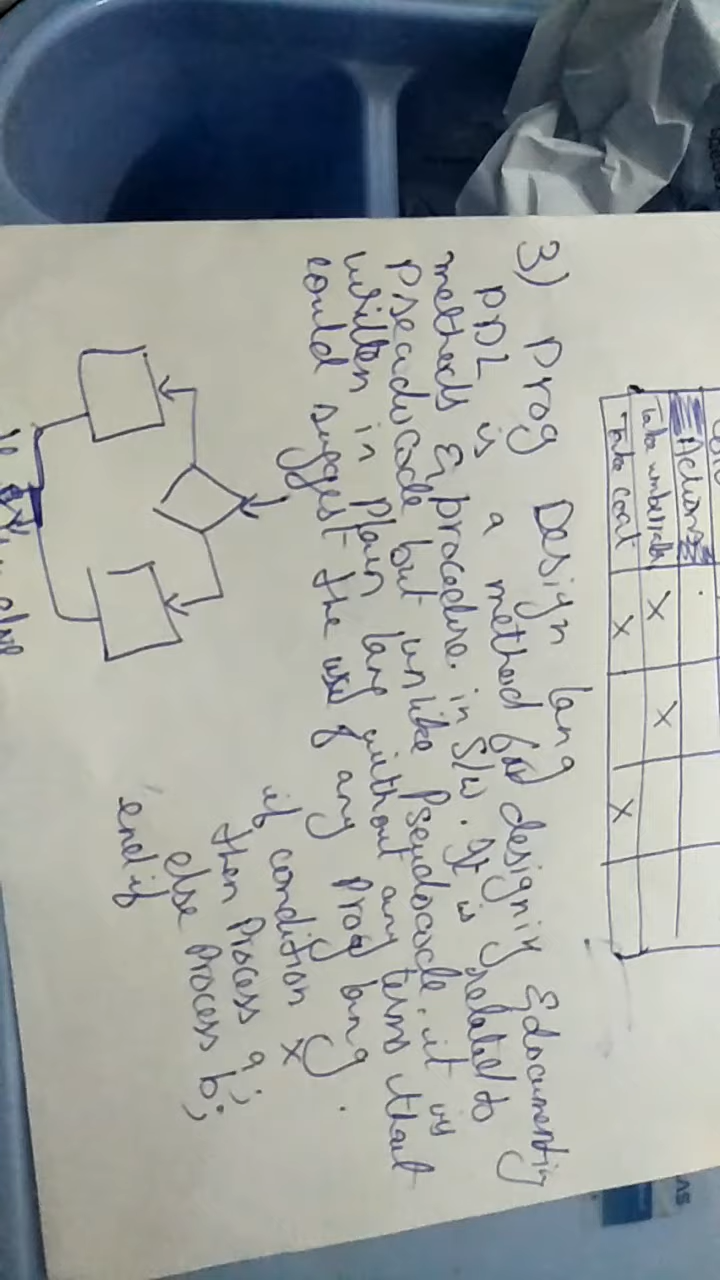 Actions
Take umbrella X X
Take coat X X
3) Prog Design lang
PDL is a method for designing & documenting
methods & procedure in S/w. It is related to
Pseudocode but unlike Pseudocode, it is
written in plain lang without any terms that
could suggest the use of any Prog lang.
if condition X
then Process a;
else Process b;
end if